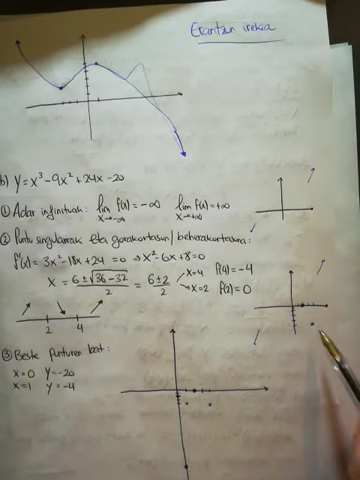 Erantzun irekia
b) y = x³ - 9x² + 24x - 20
① Adar infinituak: lim f(x) = -∞ lim f(x) = +∞
x→-∞ x→+∞
② Puntu singularrak eta gorakortasun/beherakortasuna:
f'(x) = 3x² - 18x + 24 = 0 → x² - 6x + 8 = 0
x = 6 ± √36 - 32 / 2 = 6 ± 2 / 2 x=4 f(4) = -4
x=2 f(2) = 0
2 4
③ Beste punturen bat:
x=0 y=-20
x=1 y=-4